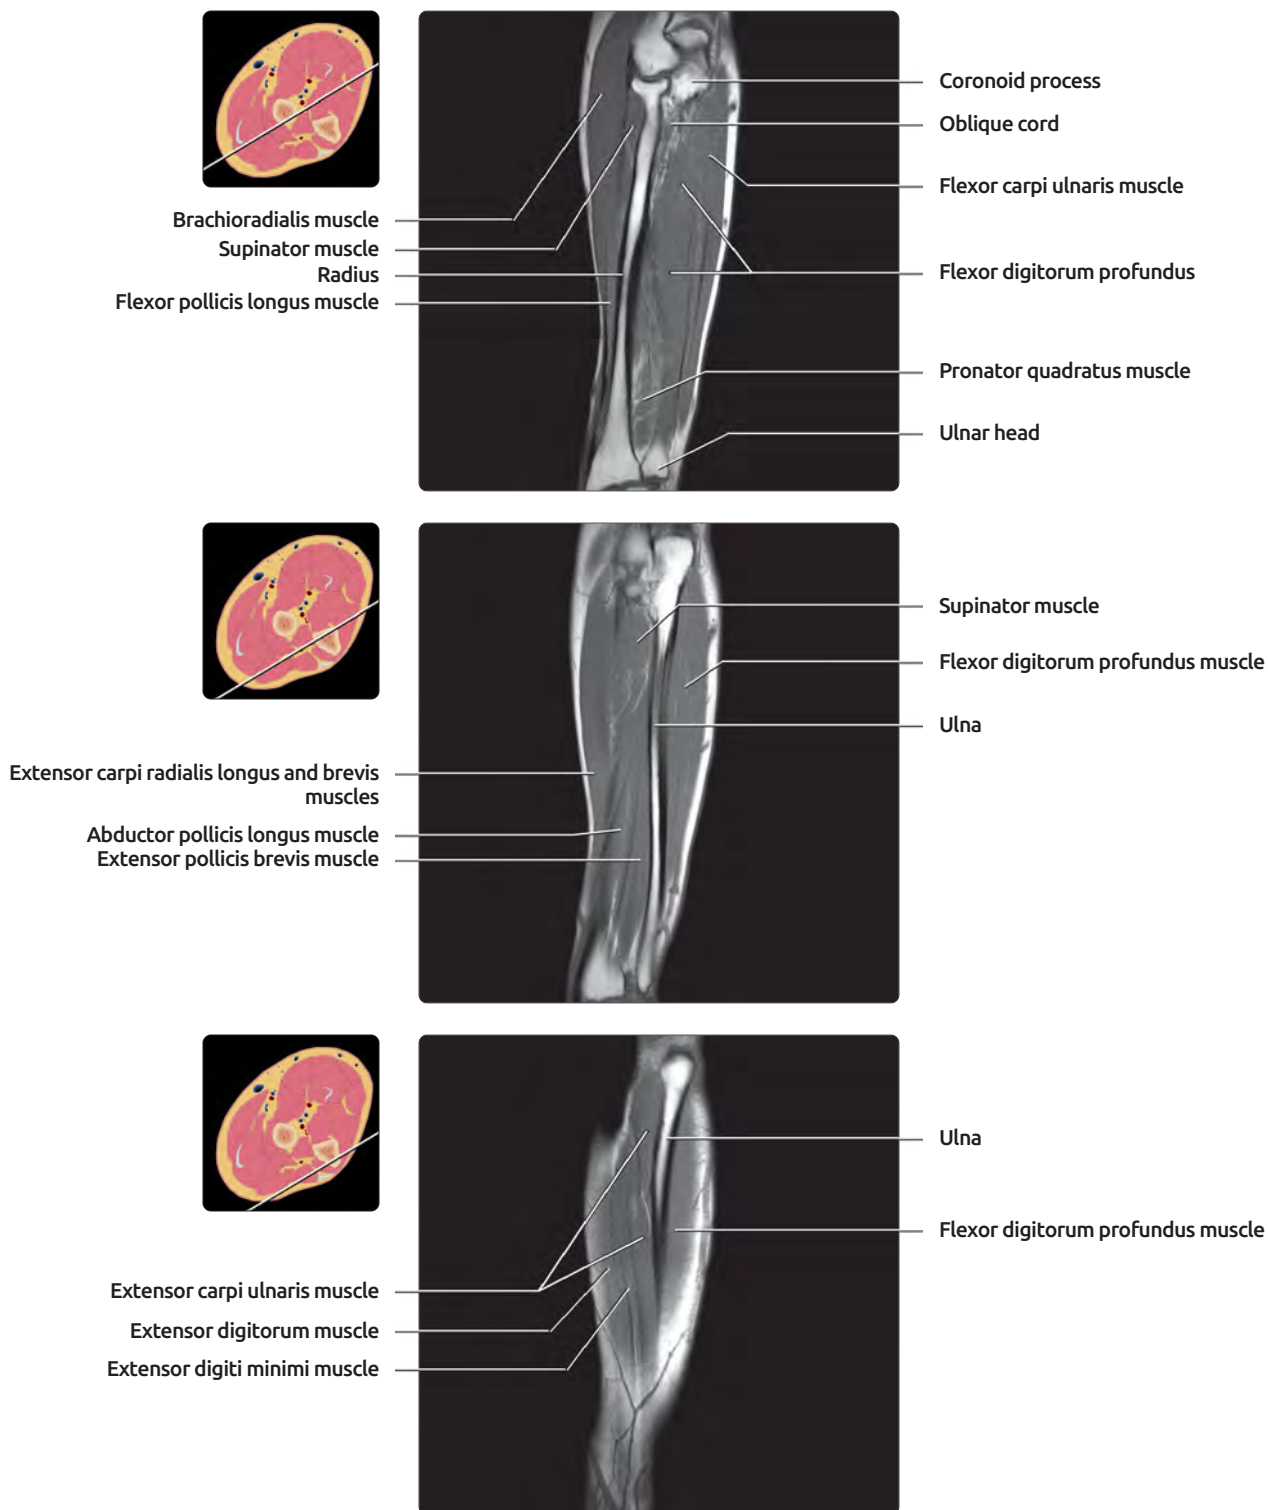 Coronoid process
Oblique cord
Flexor carpi ulnaris muscle
Brachioradialis muscle
Supinator muscle
Radius
Flexor digitorum profundus
Flexor pollicis longus muscle
Pronator quadratus muscle
Ulnar head
Supinator muscle
Flexor digitorum profundus muscle
Ulna
Extensor carpi radialis longus and brevis
muscles
Abductor pollicis longus muscle
Extensor pollicis brevis muscle
Ulna
Flexor digitorum profundus muscle
Extensor carpi ulnaris muscle
Extensor digitorum muscle
Extensor digiti minimi muscle